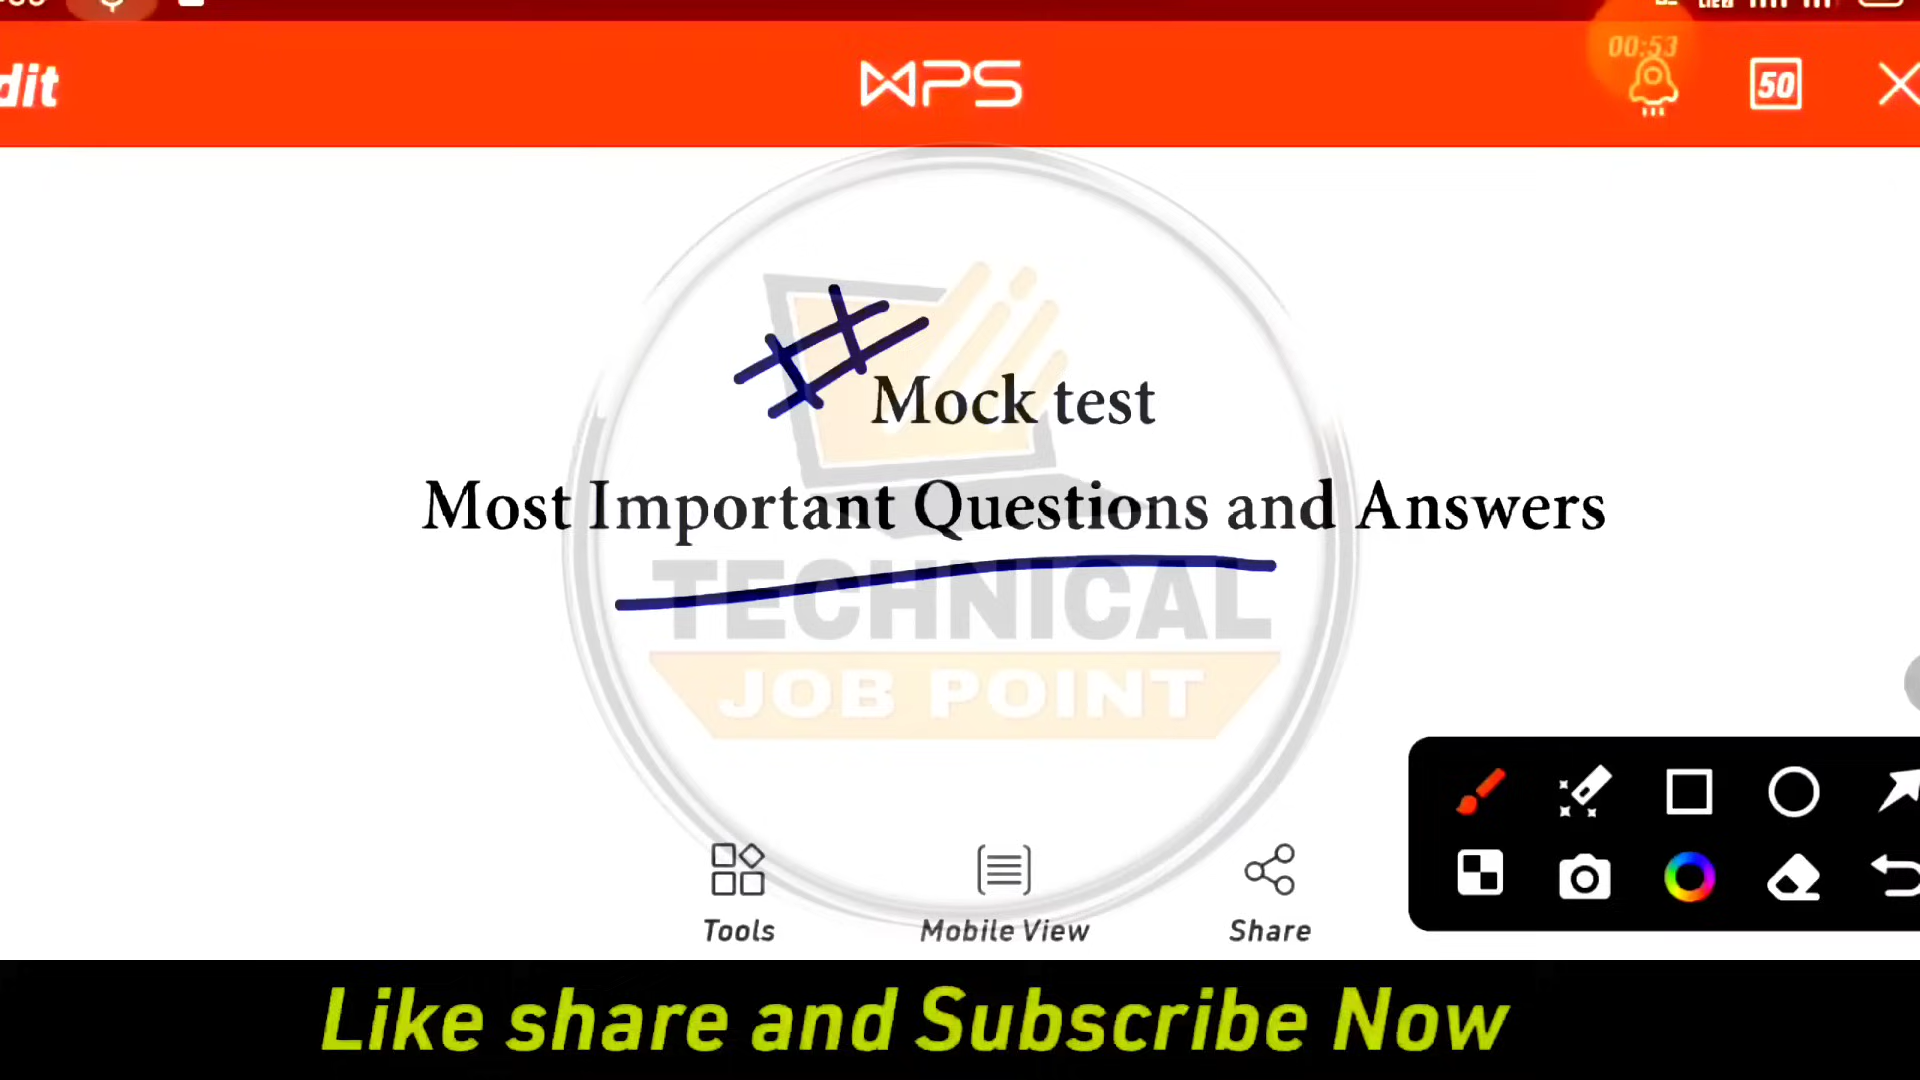 dit
WPS
00:53
50
# Mock test
Most Important Questions and Answers
TECHNICAL
JOB POINT
Tools
Mobile View
Share
Like share and Subscribe Now